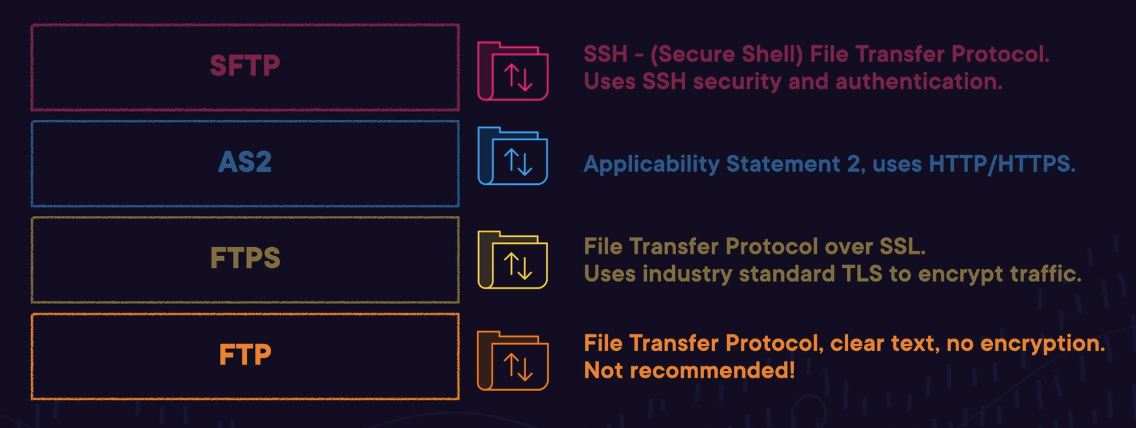 SFTP
SSH - (Secure Shell) File Transfer Protocol.
Uses SSH security and authentication.
AS2
Applicability Statement 2, uses HTTP/HTTPS.
FTPS
File Transfer Protocol over SSL.
Uses industry standard TLS to encrypt traffic.
FTP
File Transfer Protocol, clear text, no encryption.
Not recommended!